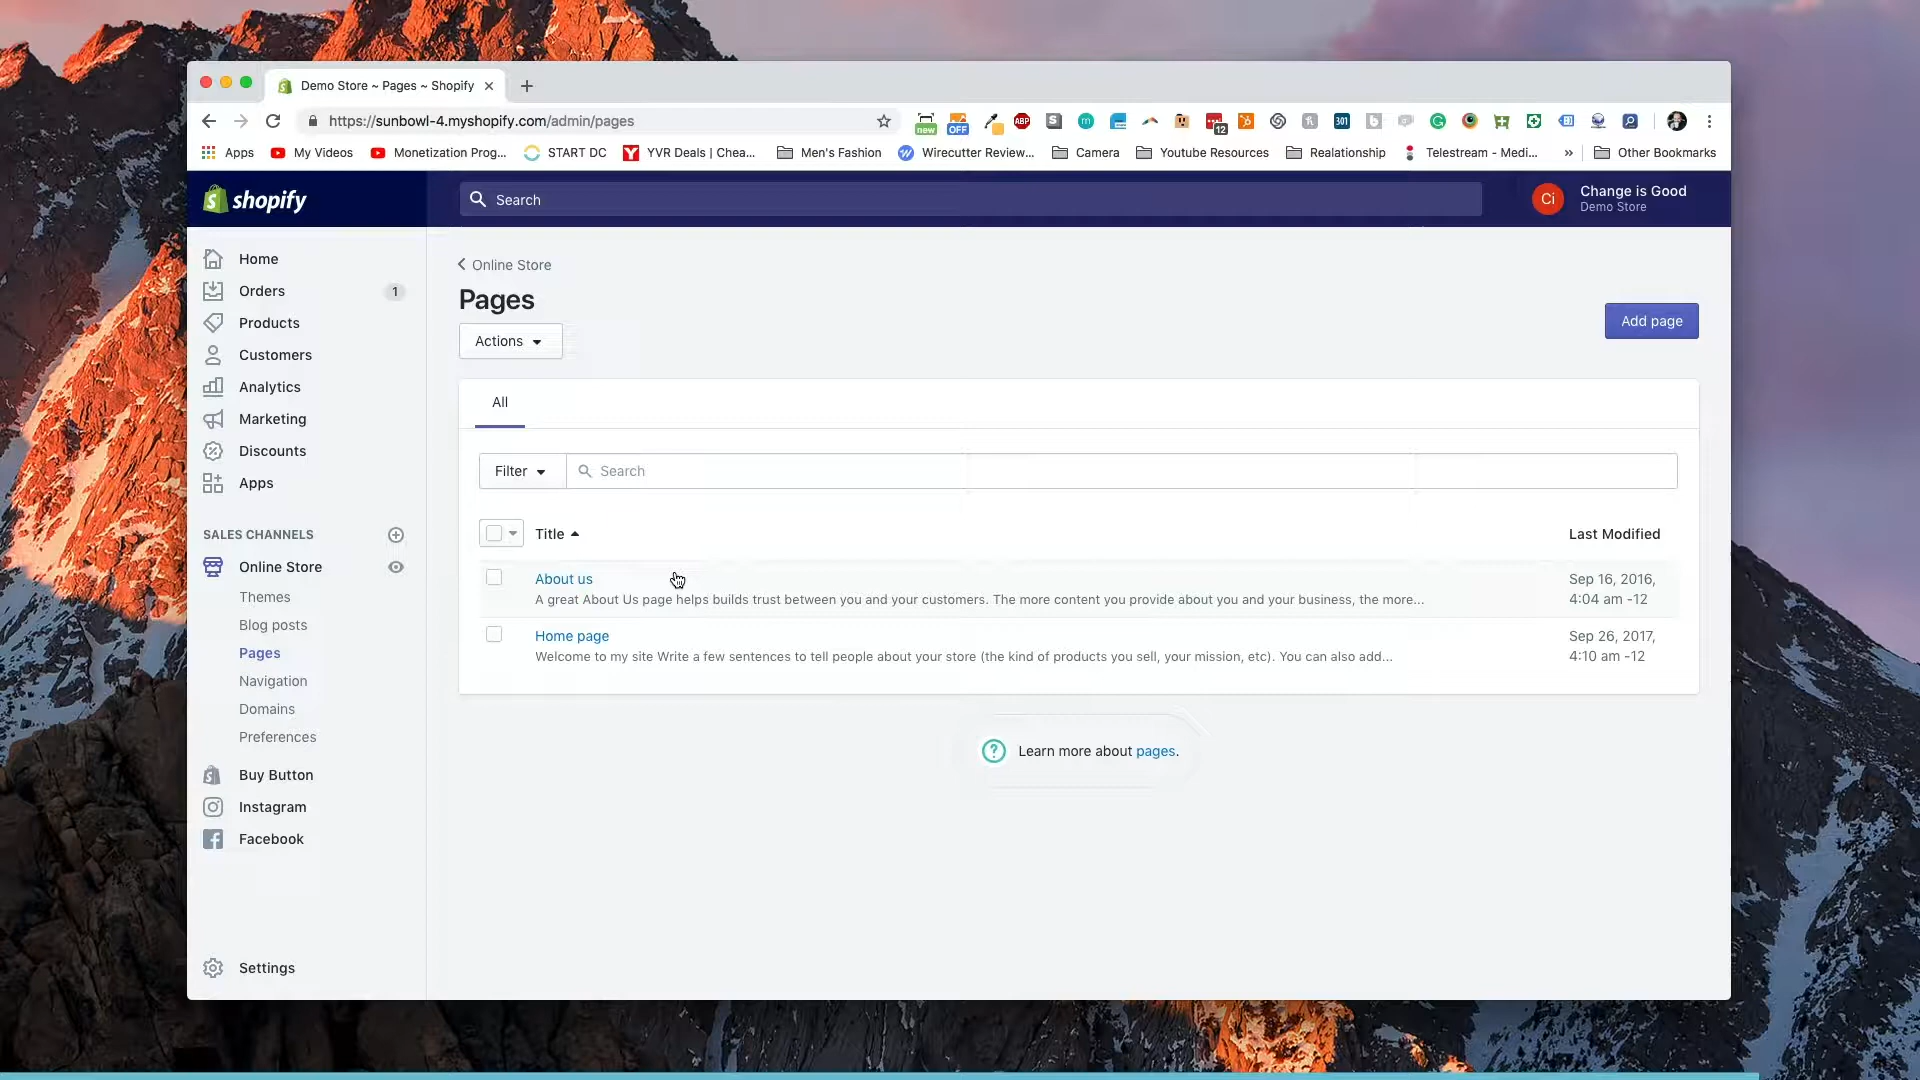 Demo Store ~ Pages ~ Shopify
https://sunbowl-4.myshopify.com/admin/pages
new
OFF
ABP
12
301
Apps
My Videos
Monetization Prog...
START DC
YVR Deals | Chea...
Men's Fashion
Wirecutter Review...
Camera
Youtube Resources
Realationship
Telestream - Medi...
»
Other Bookmarks
shopify
Search
Ci
Change is Good
Demo Store
Home
Orders
1
Products
Customers
Analytics
Marketing
Discounts
Apps
SALES CHANNELS
Online Store
Themes
Blog posts
Pages
Navigation
Domains
Preferences
Buy Button
Instagram
Facebook
Settings
Online Store
Pages
Actions
Add page
All
Filter
Search
Title
Last Modified
About us
A great About Us page helps builds trust between you and your customers. The more content you provide about you and your business, the more...
Sep 16, 2016,
4:04 am -12
Home page
Welcome to my site Write a few sentences to tell people about your store (the kind of products you sell, your mission, etc). You can also add...
Sep 26, 2017,
4:10 am -12
Learn more about pages.